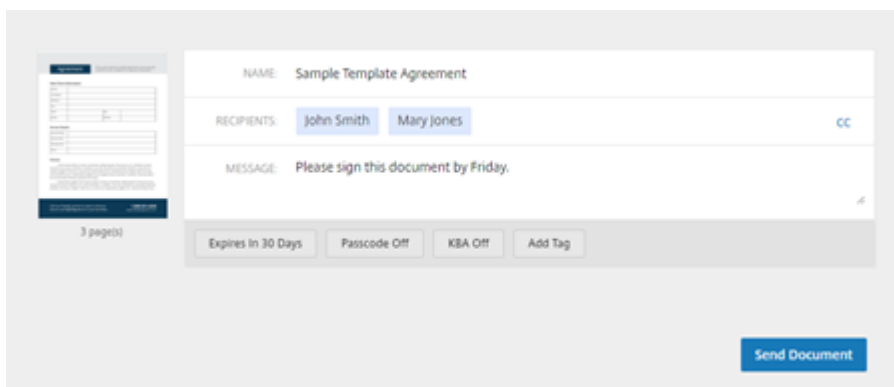 Agreement
NAME: Sample Template Agreement
RECIPIENTS: John Smith Mary Jones CC
MESSAGE: Please sign this document by Friday.
3 page(s)
Expires In 30 Days Passcode Off KBA Off Add Tag
Send Document